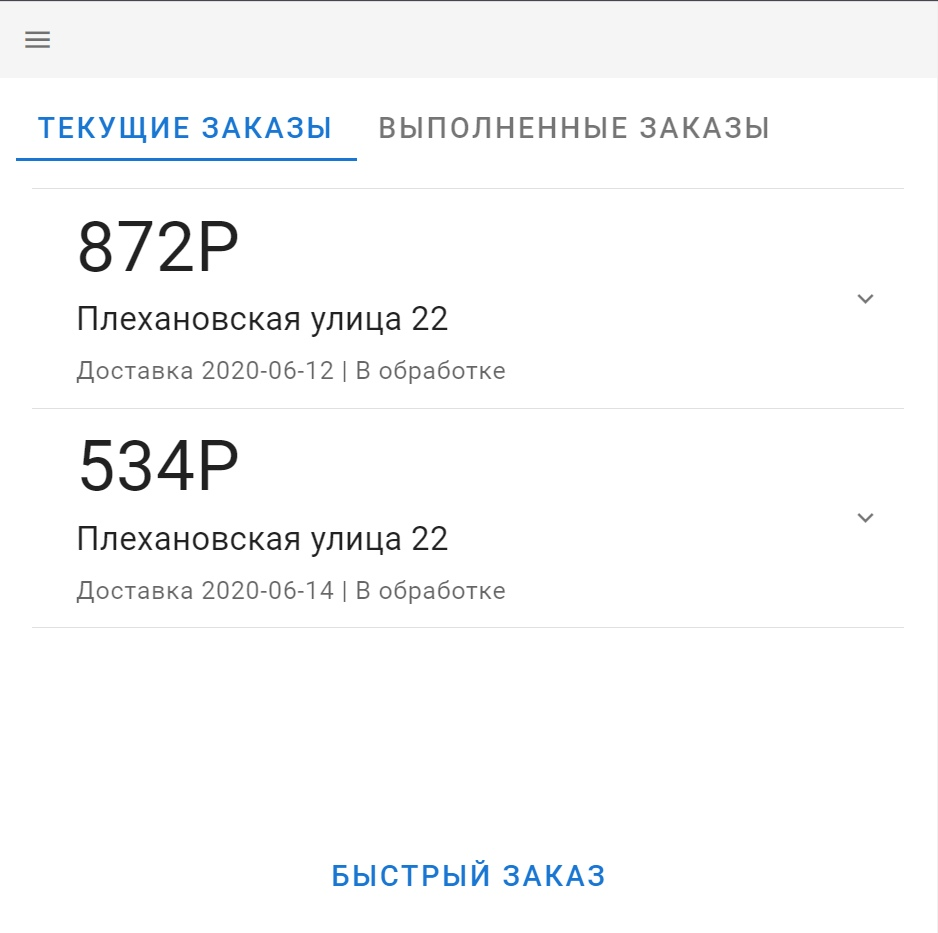 ТЕКУЩИЕ ЗАКАЗЫ ВЫПОЛНЕННЫЕ ЗАКАЗЫ
872Р
Плехановская улица 22
Доставка 2020-06-12 | В обработке
534Р
Плехановская улица 22
Доставка 2020-06-14 | В обработке
БЫСТРЫЙ ЗАКАЗ